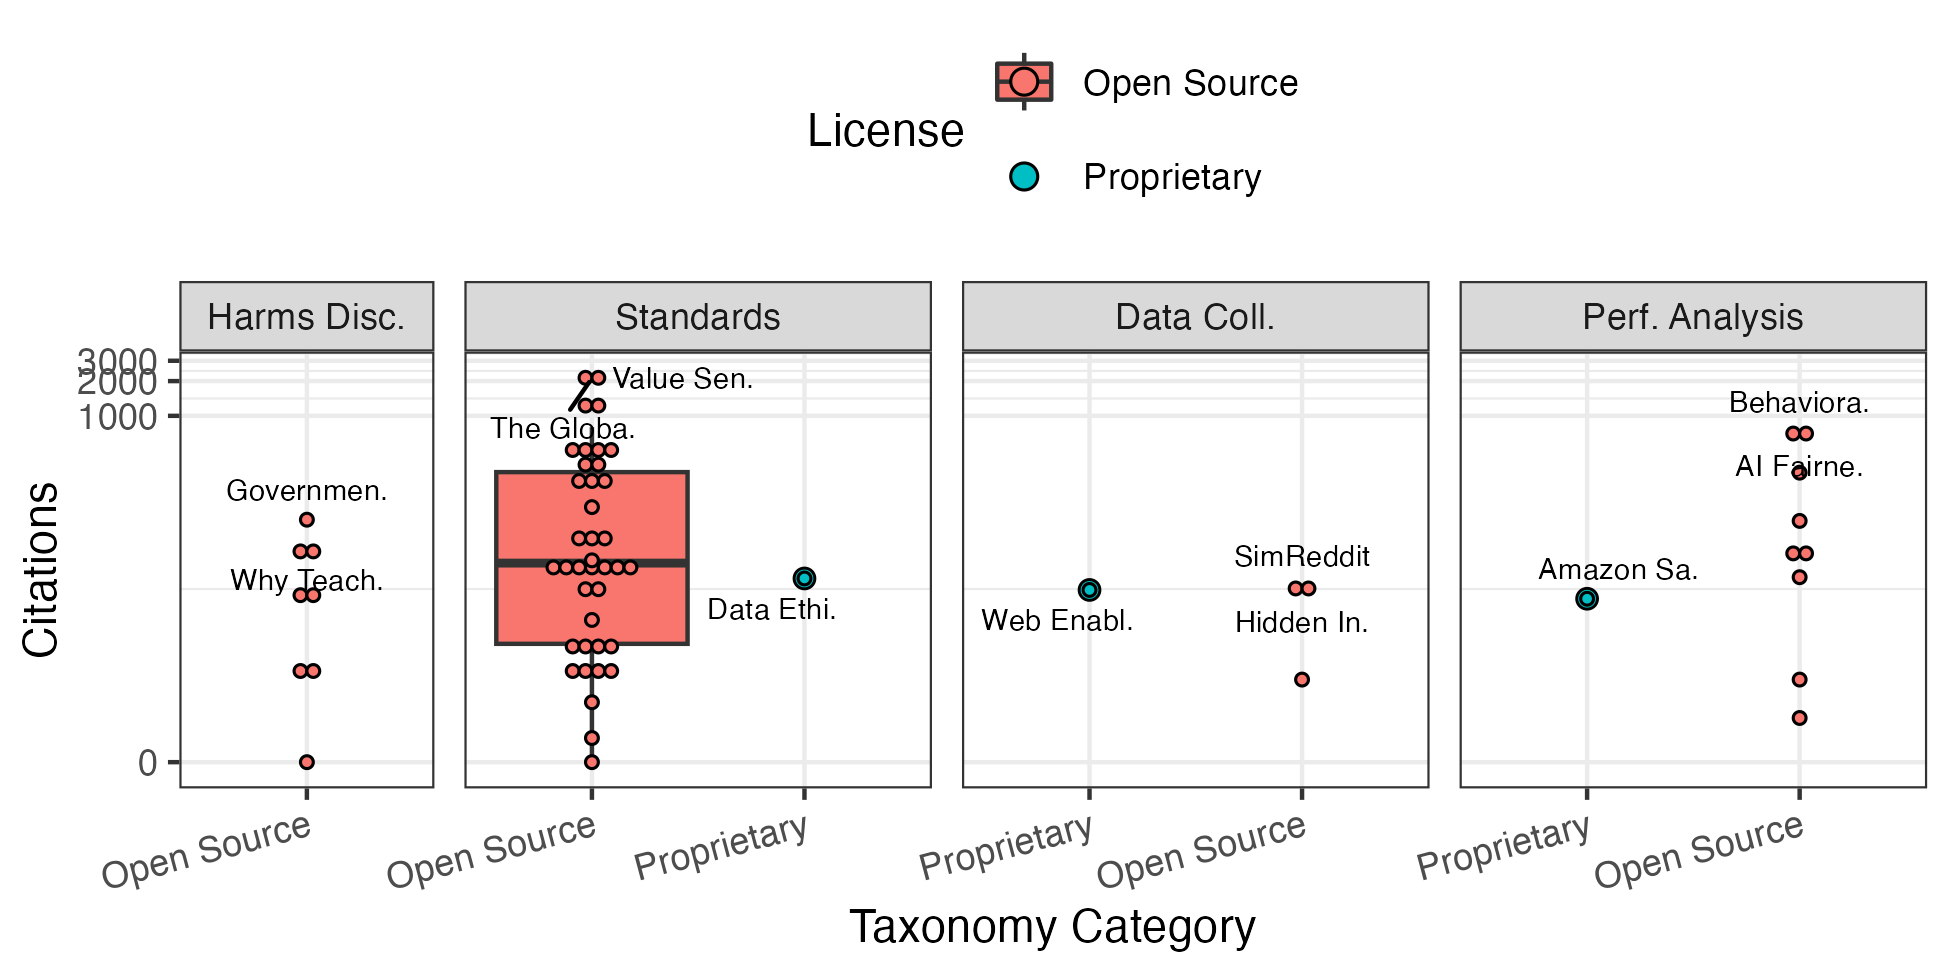 License
Open Source
Proprietary
Harms Disc.
Standards
Data Coll.
Perf. Analysis
Citations
3000
2000
1000
0
Governmen.
Why Teach.
Value Sen.
The Globa.
Data Ethi.
Web Enabl.
SimReddit
Hidden In.
Behaviora.
AI Fairne.
Amazon Sa.
Open Source
Open Source
Proprietary
Proprietary
Open Source
Proprietary
Open Source
Taxonomy Category